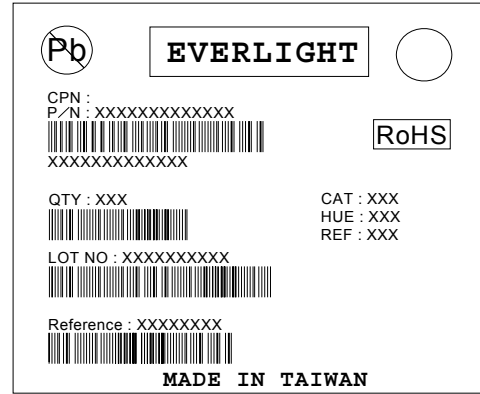 Pb
EVERLIGHT
CPN :
P/N : XXXXXXXXXXXXX
RoHS
XXXXXXXXXXXXX
QTY : XXX
CAT : XXX
HUE : XXX
REF : XXX
LOT NO : XXXXXXXXXX
Reference : XXXXXXXX
MADE IN TAIWAN